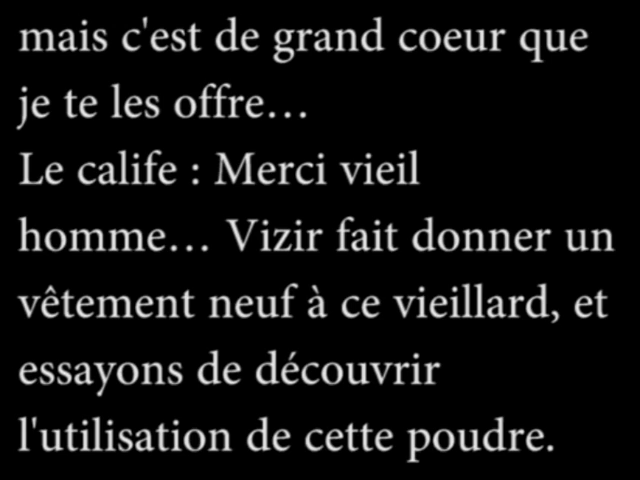 mais c'est de grand coeur que
je te les offre…
Le calife : Merci vieil
homme… Vizir fait donner un
vêtement neuf à ce vieillard, et
essayons de découvrir
l'utilisation de cette poudre.